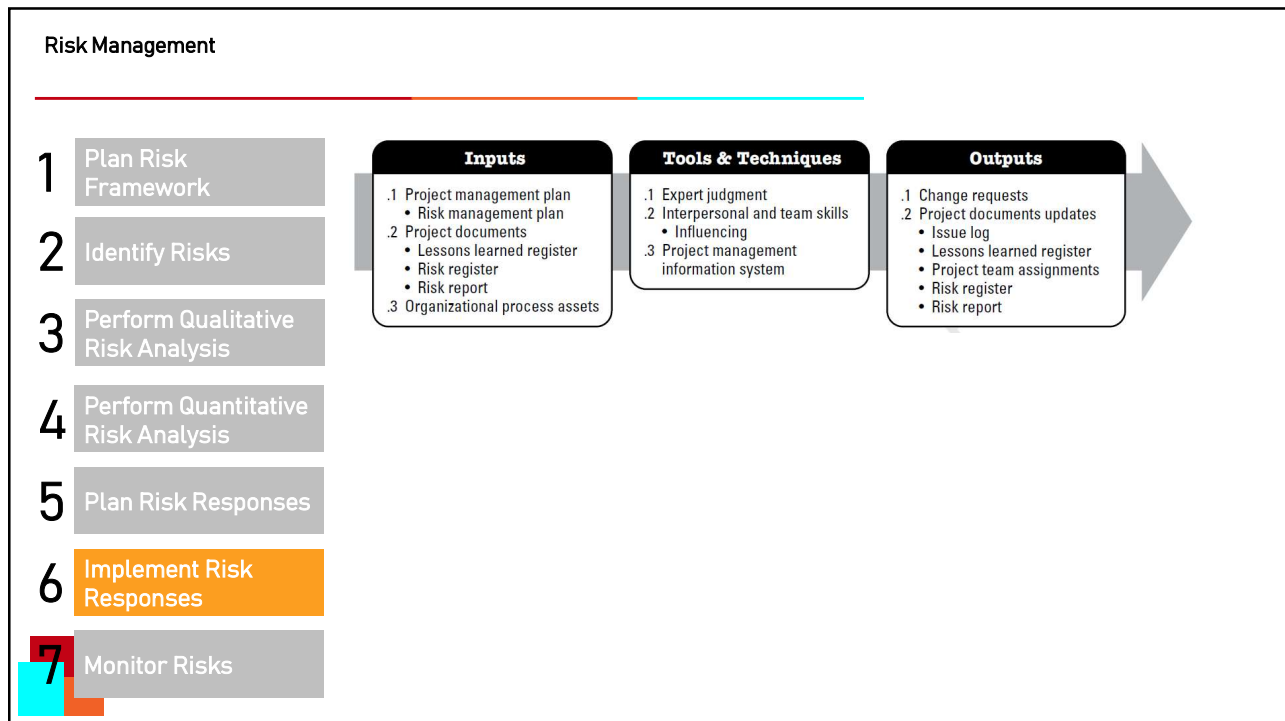 Risk Management
1
Plan Risk
Framework
2
Identify Risks
3
Perform Qualitative
Risk Analysis
4
Perform Quantitative
Risk Analysis
5
Plan Risk Responses
6
Implement Risk
Responses
7
Monitor Risks
Inputs
.1 Project management plan
• Risk management plan
.2 Project documents
• Lessons learned register
• Risk register
• Risk report
.3 Organizational process assets
Tools & Techniques
.1 Expert judgment
.2 Interpersonal and team skills
• Influencing
.3 Project management
information system
Outputs
.1 Change requests
.2 Project documents updates
• Issue log
• Lessons learned register
• Project team assignments
• Risk register
• Risk report